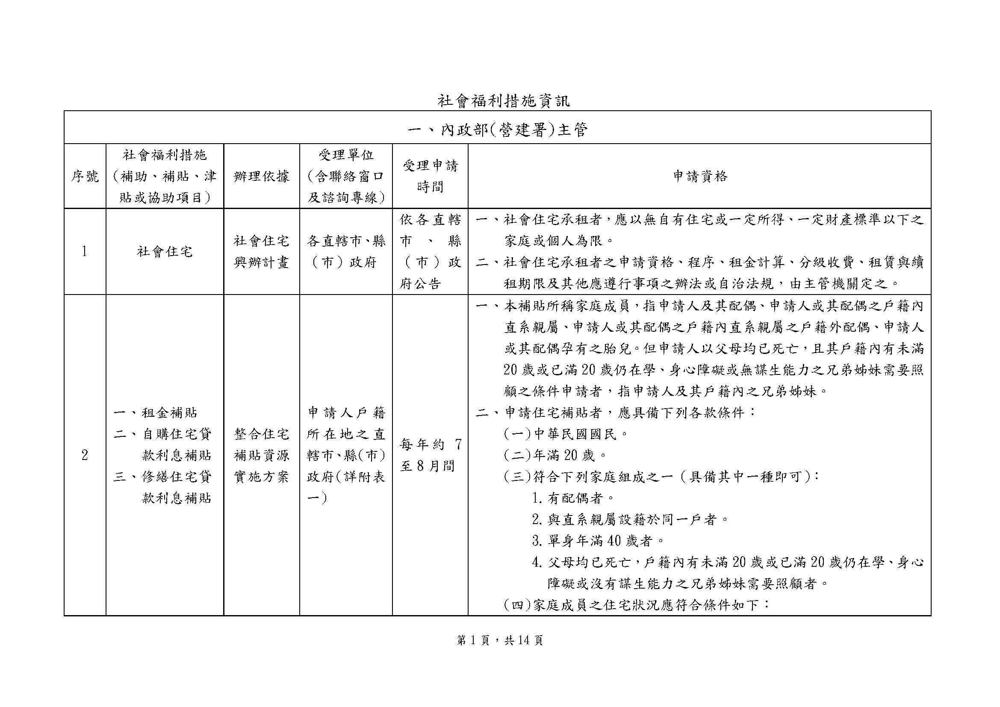 社會福利措施資訊
一、內政部(營建署)主管
序號
社會福利措施
(補助、補貼、津
貼或協助項目)
辦理依據
受理單位
(含聯絡窗口
及諮詢專線)
受理申請
時間
申請資格
1
社會住宅
社會住宅
興辦計畫
各直轄市、縣
（市）政府
依各直轄
市、縣
（市）政
府公告
一、社會住宅承租者，應以無自有住宅或一定所得、一定財產標準以下之
家庭或個人為限。
二、社會住宅承租者之申請資格、程序、租金計算、分級收費、租賃與續
租期限及其他應遵行事項之辦法或自治法規，由主管機關定之。
2
一、租金補貼
二、自購住宅貸
款利息補貼
三、修繕住宅貸
款利息補貼
整合住宅
補貼資源
實施方案
申請人戶籍
所在地之直
轄市、縣(市)
政府(詳附表
一)
每年約 7
至 8 月間
一、本補貼所稱家庭成員，指申請人及其配偶、申請人或其配偶之戶籍內
直系親屬、申請人或其配偶之戶籍內直系親屬之戶籍外配偶、申請人
或其配偶孕有之胎兒。但申請人以父母均已死亡，且其戶籍內有未滿
20 歲或已滿 20 歲仍在學、身心障礙或無謀生能力之兄弟姊妹需要照
顧之條件申請者，指申請人及其戶籍內之兄弟姊妹。
二、申請住宅補貼者，應具備下列各款條件：
(一)中華民國國民。
(二)年滿 20 歲。
(三)符合下列家庭組成之一（具備其中一種即可）：
1. 有配偶者。
2. 與直系親屬設籍於同一戶者。
3. 單身年滿 40 歲者。
4. 父母均已死亡，戶籍內有未滿 20 歲或已滿 20 歲仍在學、身心
障礙或沒有謀生能力之兄弟姊妹需要照顧者。
(四)家庭成員之住宅狀況應符合條件如下：
第 1 頁，共 14 頁